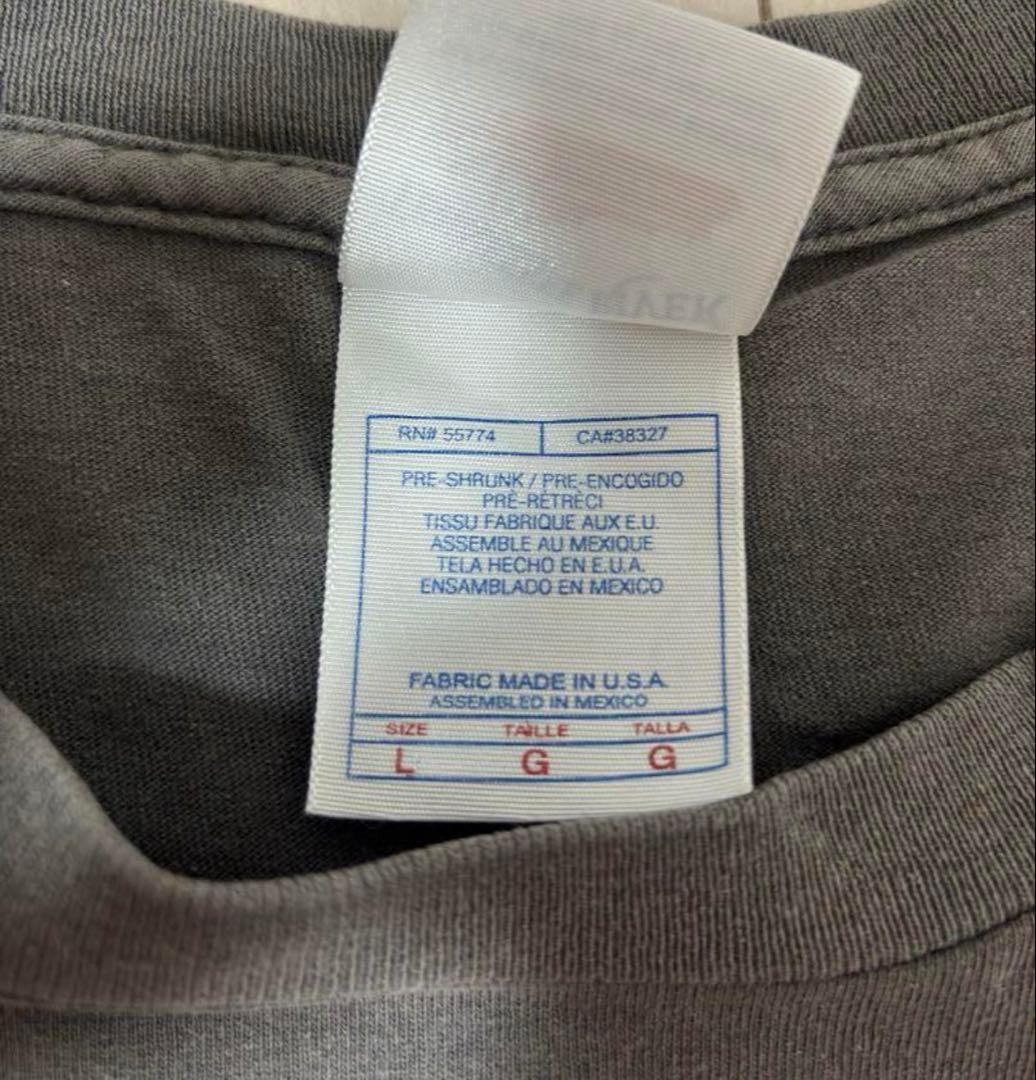 RN# 55774 CA#38327
PRE-SHRUNK / PRE-ENCOGIDO
PRÉ-RÉTRÉCI
TISSU FABRIQUE AUX E.U.
ASSEMBLE AU MEXIQUE
TELA HECHO EN E.U.A.
ENSAMBLADO EN MEXICO
FABRIC MADE IN U.S.A.
ASSEMBLED IN MEXICO
SIZE TAILLE TALLA
L G G